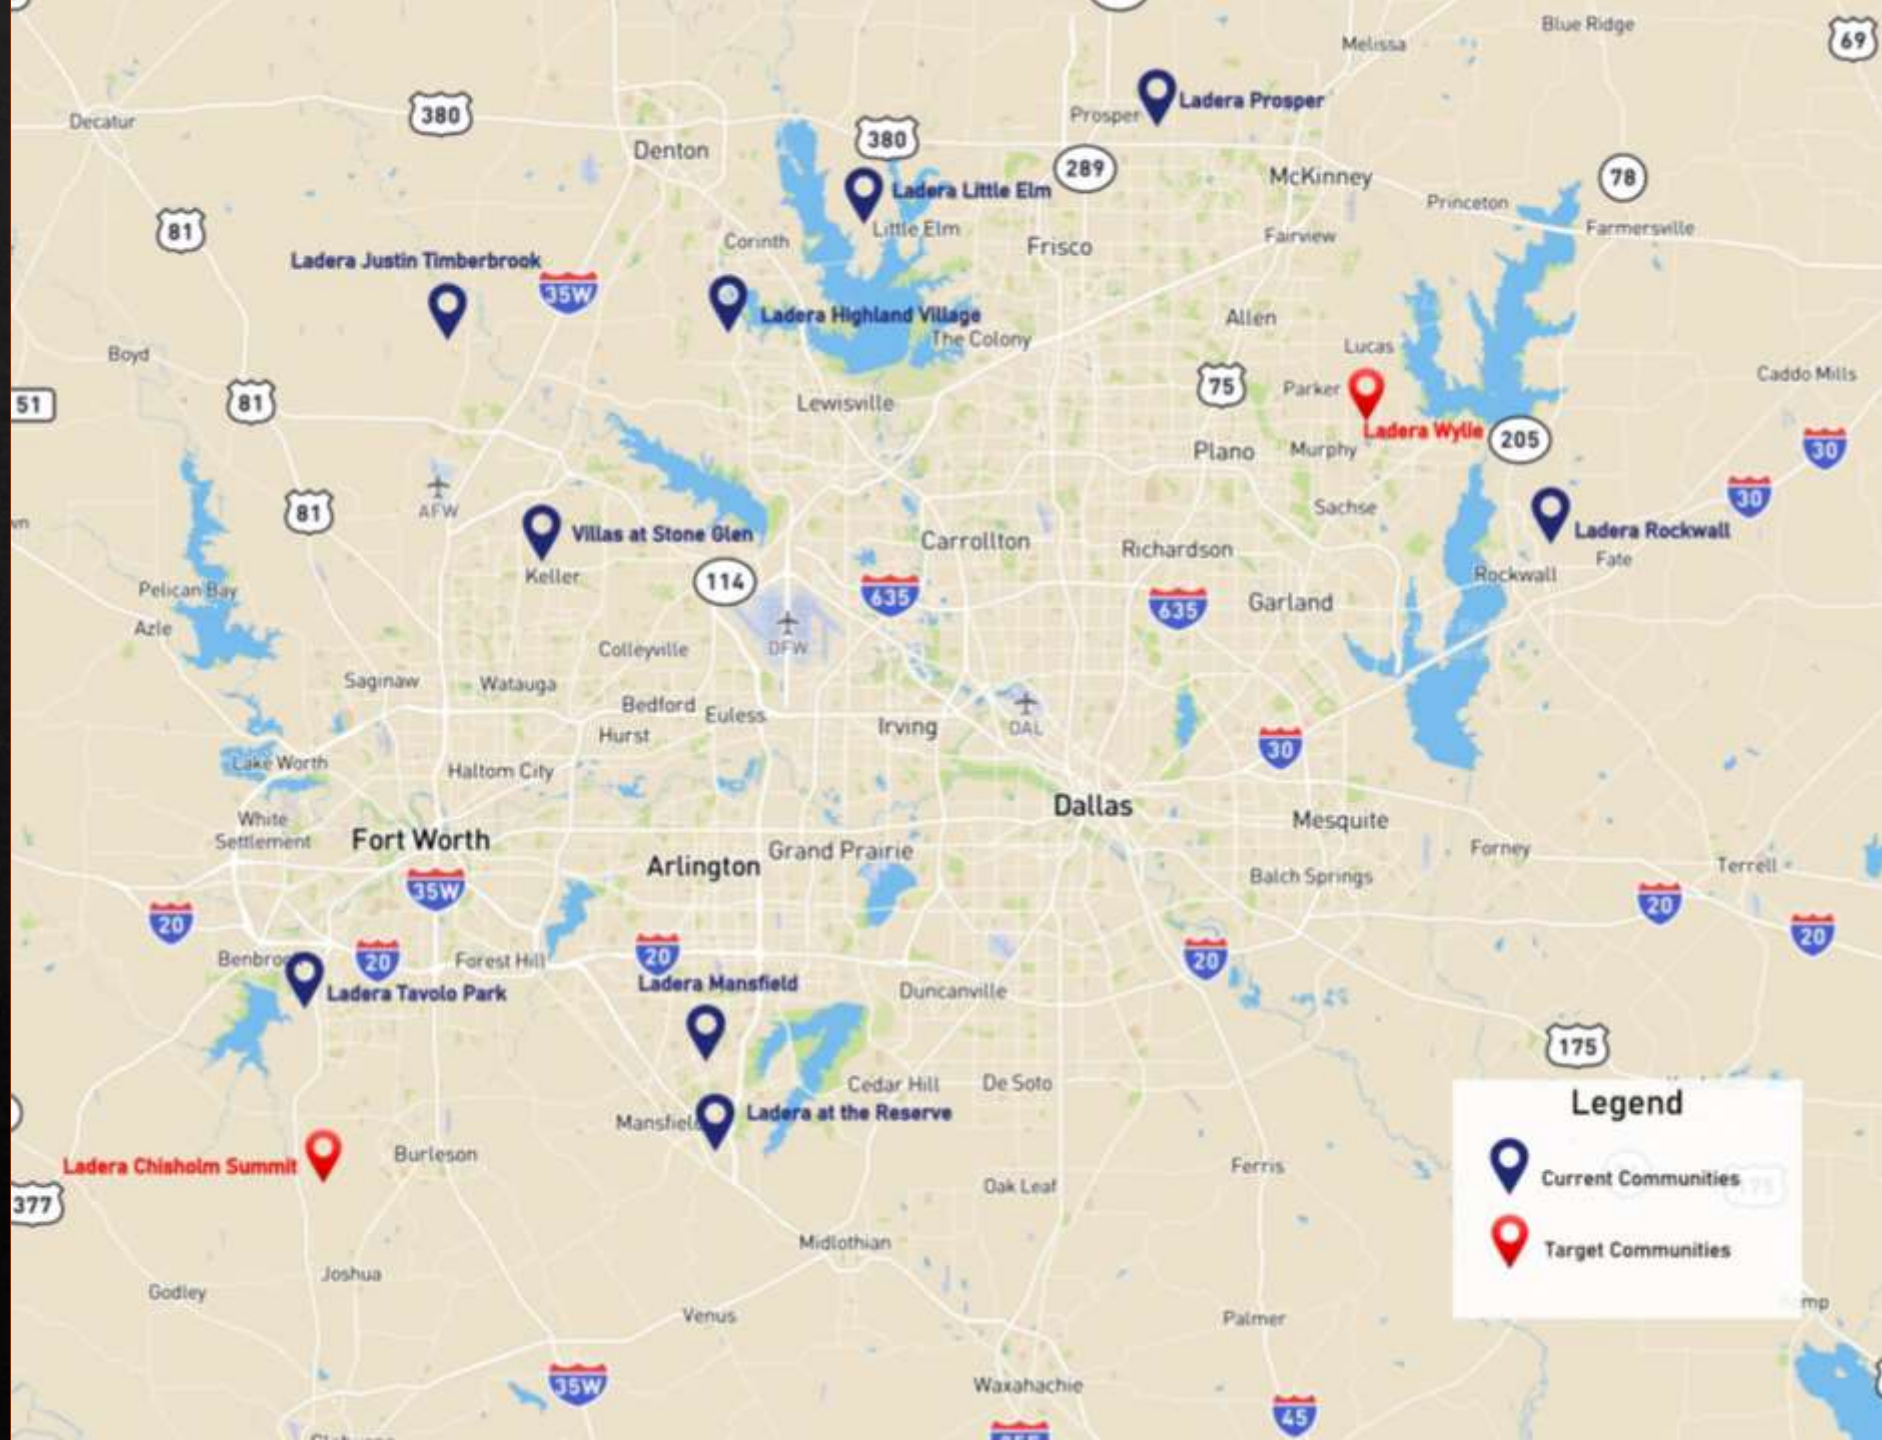 Blue Ridge
69
Melissa
Ladera Prosper
Prosper
380
Decatur
380
Denton
289
McKinney
78
Ladera Little Elm
Princeton
81
Little Elm
Farmersville
Corinth
Frisco
Fairview
Ladera Justin Timberbrook
35W
Ladera Highland Village
Allen
The Colony
Lucas
Boyd
Caddo Mills
75
Parker
51
81
Lewisville
Ladera Wylie
205
30
Plano
Murphy
30
AFW
81
Sachse
Villas at Stone Glen
Ladera Rockwall
Carrollton
Richardson
Fate
Keller
114
Rockwall
Pelican Bay
635
635
Garland
Azle
Colleyville
DFW
Saginaw
Watauga
Bedford
Euless
Irving
DAL
Hurst
30
Lake Worth
Haltom City
Dallas
White
Settlement
Mesquite
Fort Worth
Grand Prairie
Forney
Arlington
Terrell
Balch Springs
35W
20
20
20
Benbroo
20
Forest Hill
20
20
Ladera Mansfield
Ladera Tavolo Park
Duncanville
175
Cedar Hill
De Soto
Legend
Mansfiel
Ladera at the Reserve
Burleson
Ladera Chisholm Summit
Ferris
Current Communities
175
Oak Leaf
377
Midlothian
Target Communities
Joshua
Godley
Venus
Palmer
emp
35W
Waxahachie
45